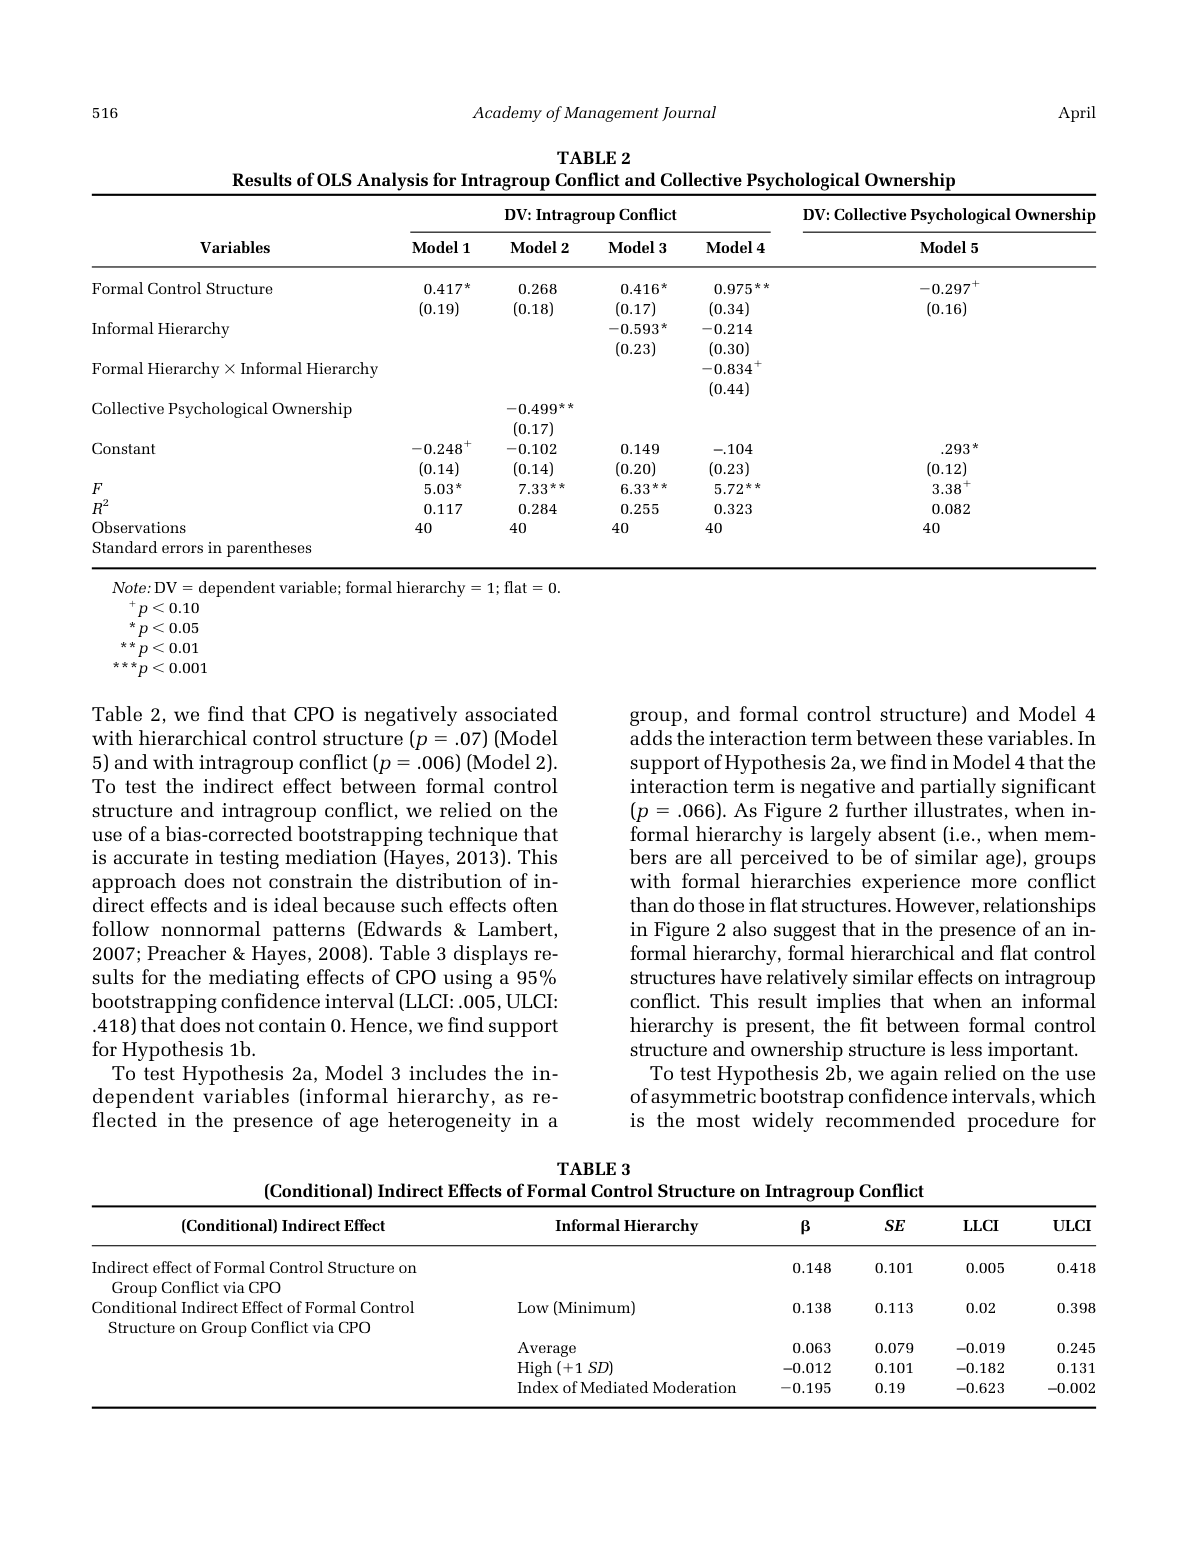 516 Academy of Management Journal April
TABLE 2
Results of OLS Analysis for Intragroup Conflict and Collective Psychological Ownership
DV: Intragroup Conflict DV: Collective Psychological Ownership
Variables Model 1 Model 2 Model 3 Model 4 Model 5
Formal Control Structure 0.417* 0.268 0.416* 0.975** −0.297+
(0.19) (0.18) (0.17) (0.34) (0.16)
Informal Hierarchy −0.593* −0.214
(0.23) (0.30)
Formal Hierarchy × Informal Hierarchy −0.834+
(0.44)
Collective Psychological Ownership −0.499**
(0.17)
Constant −0.248+ −0.102 0.149 –.104 .293*
(0.14) (0.14) (0.20) (0.23) (0.12)
F 5.03* 7.33** 6.33** 5.72** 3.38+
R2 0.117 0.284 0.255 0.323 0.082
Observations 40 40 40 40 40
Standard errors in parentheses
Note: DV = dependent variable; formal hierarchy = 1; flat = 0.
+p < 0.10
*p < 0.05
**p < 0.01
***p < 0.001
Table 2, we find that CPO is negatively associated
with hierarchical control structure (p = .07) (Model
5) and with intragroup conflict (p = .006) (Model 2).
To test the indirect effect between formal control
structure and intragroup conflict, we relied on the
use of a bias-corrected bootstrapping technique that
is accurate in testing mediation (Hayes, 2013). This
approach does not constrain the distribution of in-
direct effects and is ideal because such effects often
follow nonnormal patterns (Edwards & Lambert,
2007; Preacher & Hayes, 2008). Table 3 displays re-
sults for the mediating effects of CPO using a 95%
bootstrapping confidence interval (LLCI: .005, ULCI:
.418) that does not contain 0. Hence, we find support
for Hypothesis 1b.
To test Hypothesis 2a, Model 3 includes the in-
dependent variables (informal hierarchy, as re-
flected in the presence of age heterogeneity in a
group, and formal control structure) and Model 4
adds the interaction term between these variables. In
support of Hypothesis 2a, we find in Model 4 that the
interaction term is negative and partially significant
(p = .066). As Figure 2 further illustrates, when in-
formal hierarchy is largely absent (i.e., when mem-
bers are all perceived to be of similar age), groups
with formal hierarchies experience more conflict
than do those in flat structures. However, relationships
in Figure 2 also suggest that in the presence of an in-
formal hierarchy, formal hierarchical and flat control
structures have relatively similar effects on intragroup
conflict. This result implies that when an informal
hierarchy is present, the fit between formal control
structure and ownership structure is less important.
To test Hypothesis 2b, we again relied on the use
of asymmetric bootstrap confidence intervals, which
is the most widely recommended procedure for
TABLE 3
(Conditional) Indirect Effects of Formal Control Structure on Intragroup Conflict
(Conditional) Indirect Effect Informal Hierarchy β SE LLCI ULCI
Indirect effect of Formal Control Structure on 0.148 0.101 0.005 0.418
Group Conflict via CPO
Conditional Indirect Effect of Formal Control Low (Minimum) 0.138 0.113 0.02 0.398
Structure on Group Conflict via CPO
Average 0.063 0.079 –0.019 0.245
High (+1 SD) –0.012 0.101 –0.182 0.131
Index of Mediated Moderation −0.195 0.19 –0.623 –0.002